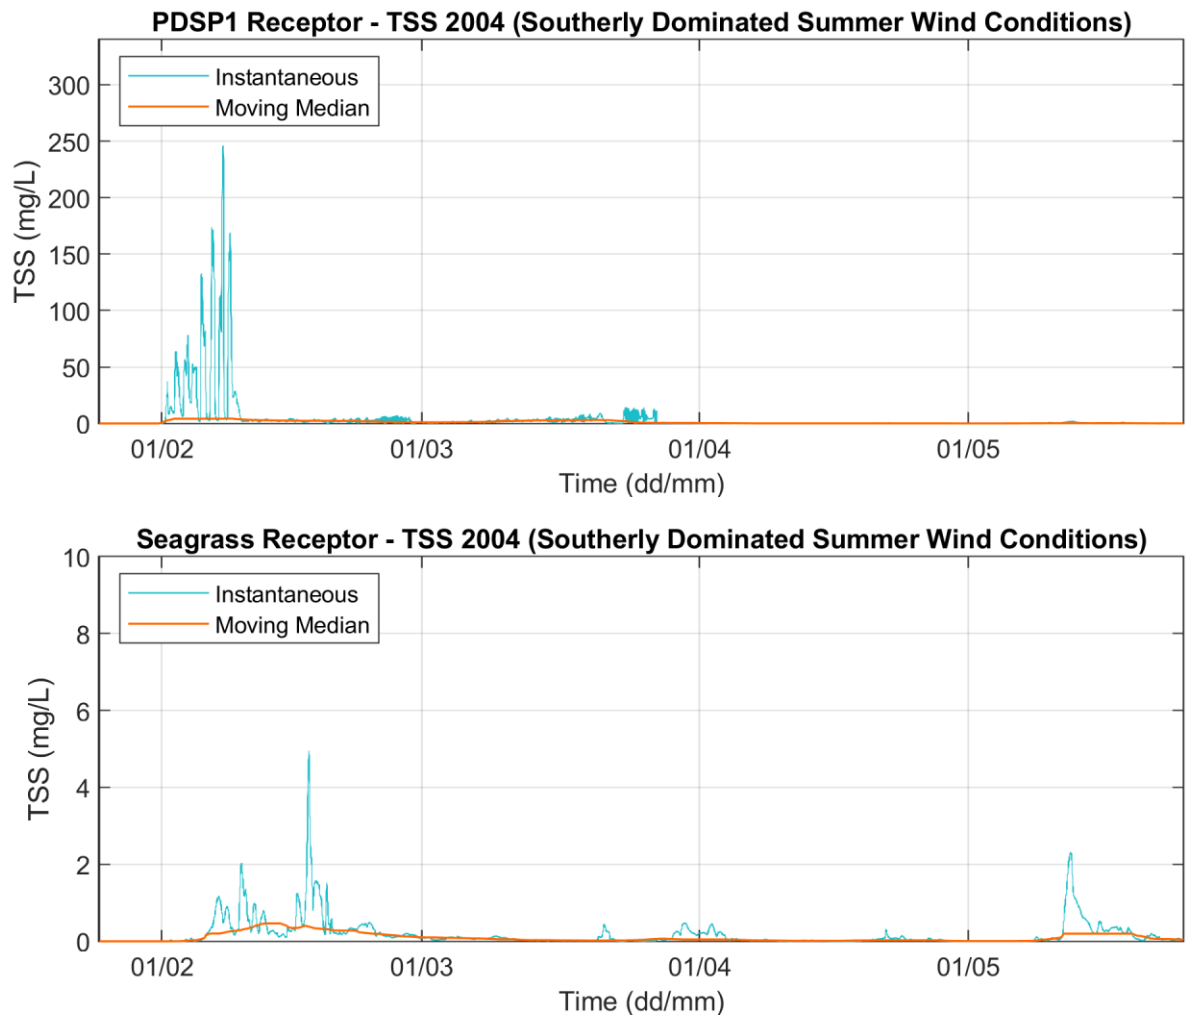 PDSP1 Receptor - TSS 2004 (Southerly Dominated Summer Wind Conditions)
Instantaneous
Moving Median
300
250
200
150
100
50
0
TSS (mg/L)
01/02 01/03 01/04 01/05
Time (dd/mm)
Seagrass Receptor - TSS 2004 (Southerly Dominated Summer Wind Conditions)
Instantaneous
Moving Median
10
8
6
4
2
0
TSS (mg/L)
01/02 01/03 01/04 01/05
Time (dd/mm)